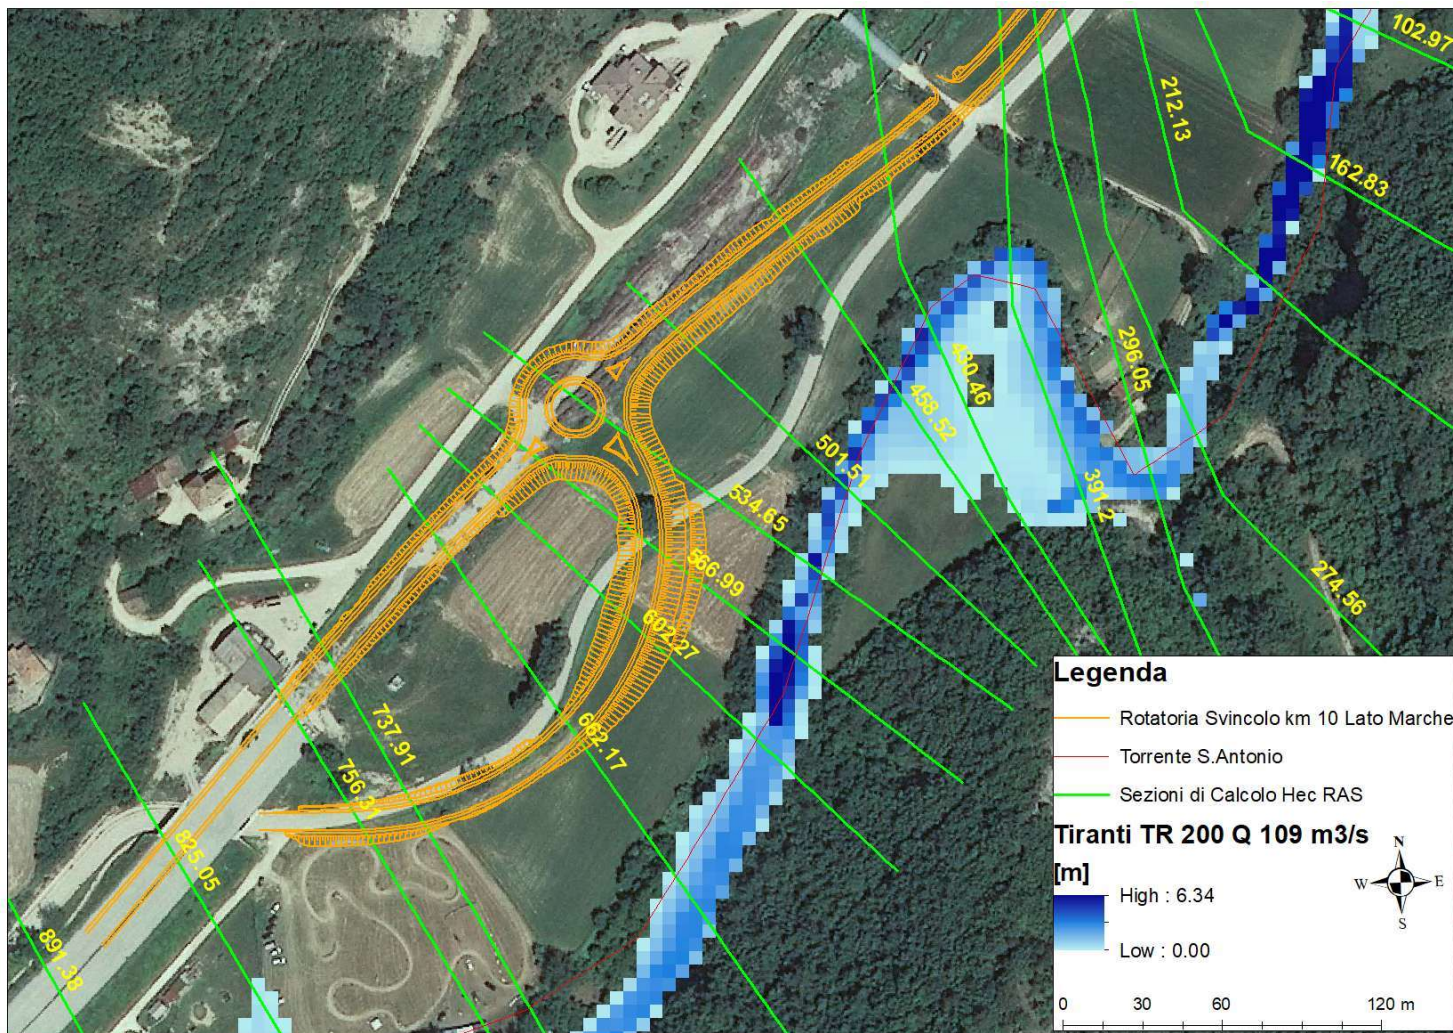 102.97
212.13
162.83
296.05
430.46
458.52
501.51
391.2
534.65
566.99
274.56
602.27
662.17
737.91
756.31
825.05
891.38
Legenda
Rotatoria Svincolo km 10 Lato Marche
Torrente S.Antonio
Sezioni di Calcolo Hec RAS
Tiranti TR 200 Q 109 m3/s
[m]
High : 6.34
Low : 0.00
N
W E
S
0 30 60 120 m